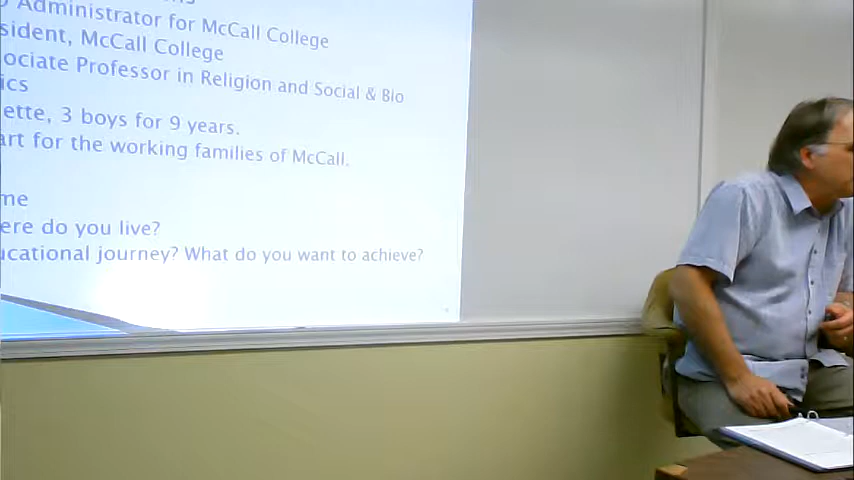 Administrator for McCall College
sident, McCall College
ociate Professor in Religion and Social & Bio
ics
ette, 3 boys for 9 years.
art for the working families of McCall.
me
ere do you live?
ucational journey? What do you want to achieve?